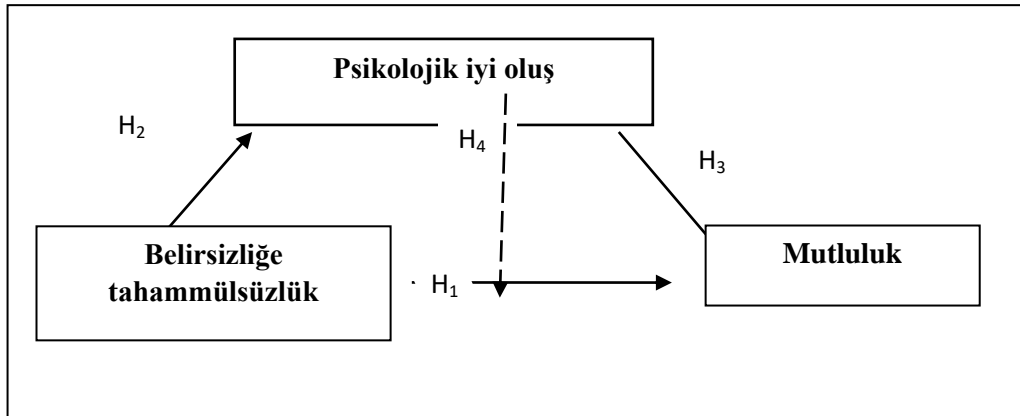 Psikolojik iyi oluş
H₂
H₄
H₃
Belirsizliğe
tahammülsüzlük
H₁
Mutluluk